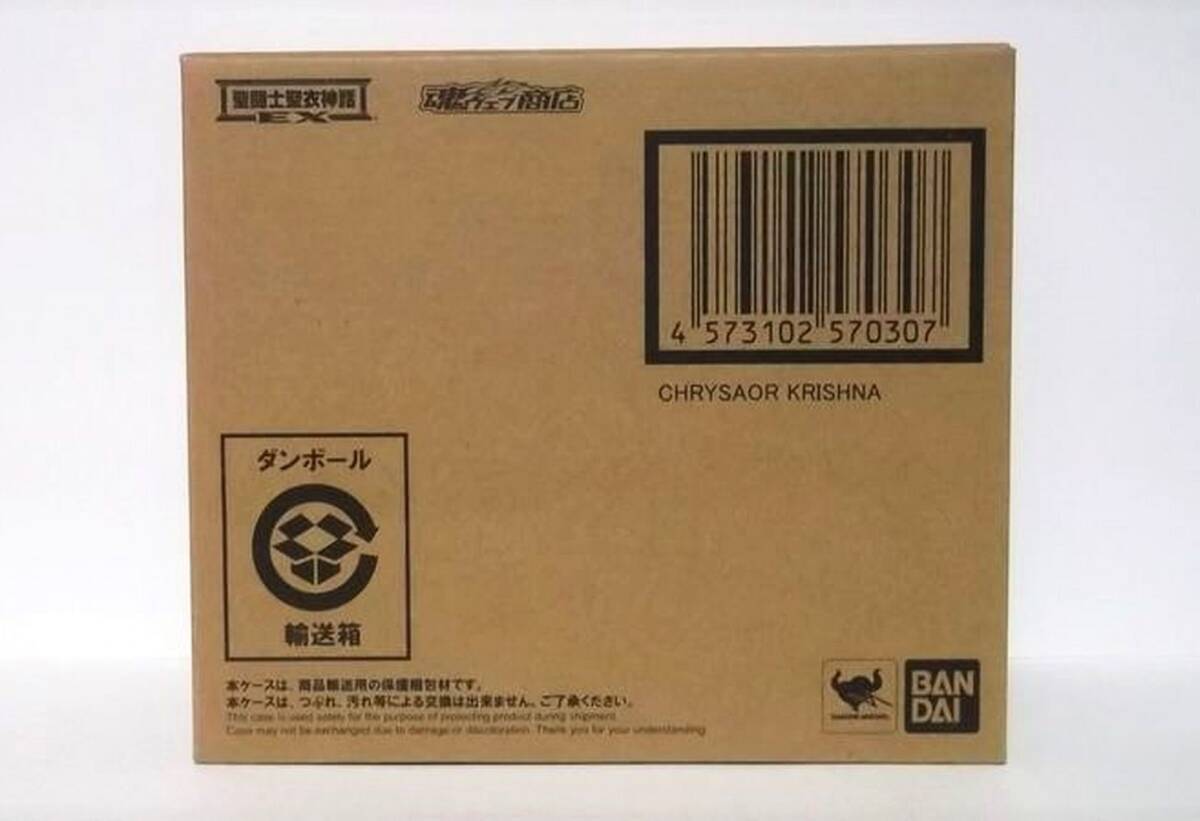 聖闘士聖衣神話
EX
魂ウェブ商店
4 573102 570307
CHRYSAOR KRISHNA
ダンボール
輸送箱
本ケースは、商品輸送用の保護梱包材です。
本ケースは、つぶれ、汚れ等による交換は出来ません。ご了承ください。
This case is used solely for the purpose of protecting product during shipment.
Case may not be exchanged due to damage or discoloration. Thank you for your understanding.
BAN
DAI